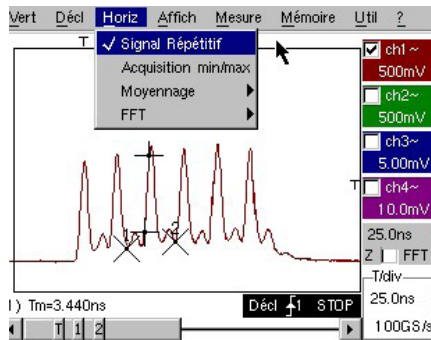 Vert Décl Horiz Affich Mesure Mémoire Util ?
T
✓ Signal Répétitif
Acquisition min/max
Moyennage
FFT
ch1~
500mV
ch2~
500mV
ch3~
5.00mV
T
ch4~
10.0mV
1 2
25.0ns
Z FFT
T/div
25.0ns
100GS/s
) Tm=3.440ns
Décl 1 STOP
T 1 2